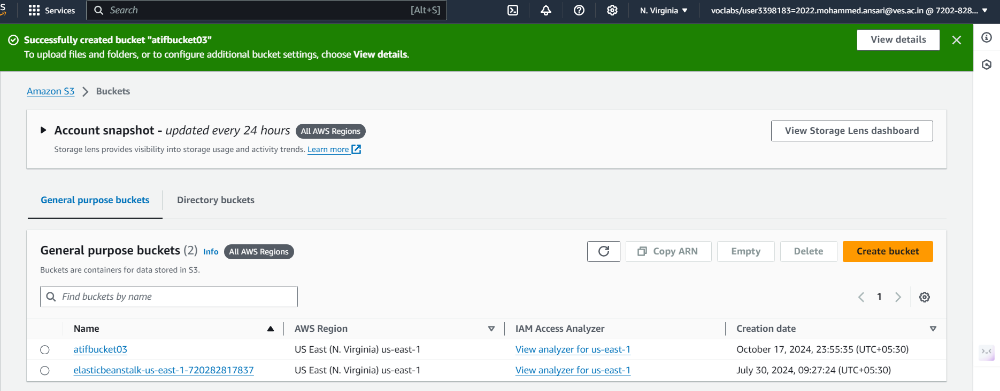 Services
Search [Alt+S]
N. Virginia
voclabs/user3398183=2022.mohammed.ansari@ves.ac.in @ 7202-828...
Successfully created bucket "atifbucket03"
To upload files and folders, or to configure additional bucket settings, choose View details.
View details
Amazon S3 > Buckets
Account snapshot - updated every 24 hours All AWS Regions
Storage lens provides visibility into storage usage and activity trends. Learn more
View Storage Lens dashboard
General purpose buckets Directory buckets
General purpose buckets (2) Info All AWS Regions
Copy ARN Empty Delete Create bucket
Buckets are containers for data stored in S3.
Find buckets by name
1
Name AWS Region IAM Access Analyzer Creation date
atifbucket03 US East (N. Virginia) us-east-1 View analyzer for us-east-1 October 17, 2024, 23:55:35 (UTC+05:30)
elasticbeanstalk-us-east-1-720282817837 US East (N. Virginia) us-east-1 View analyzer for us-east-1 July 30, 2024, 09:27:24 (UTC+05:30)